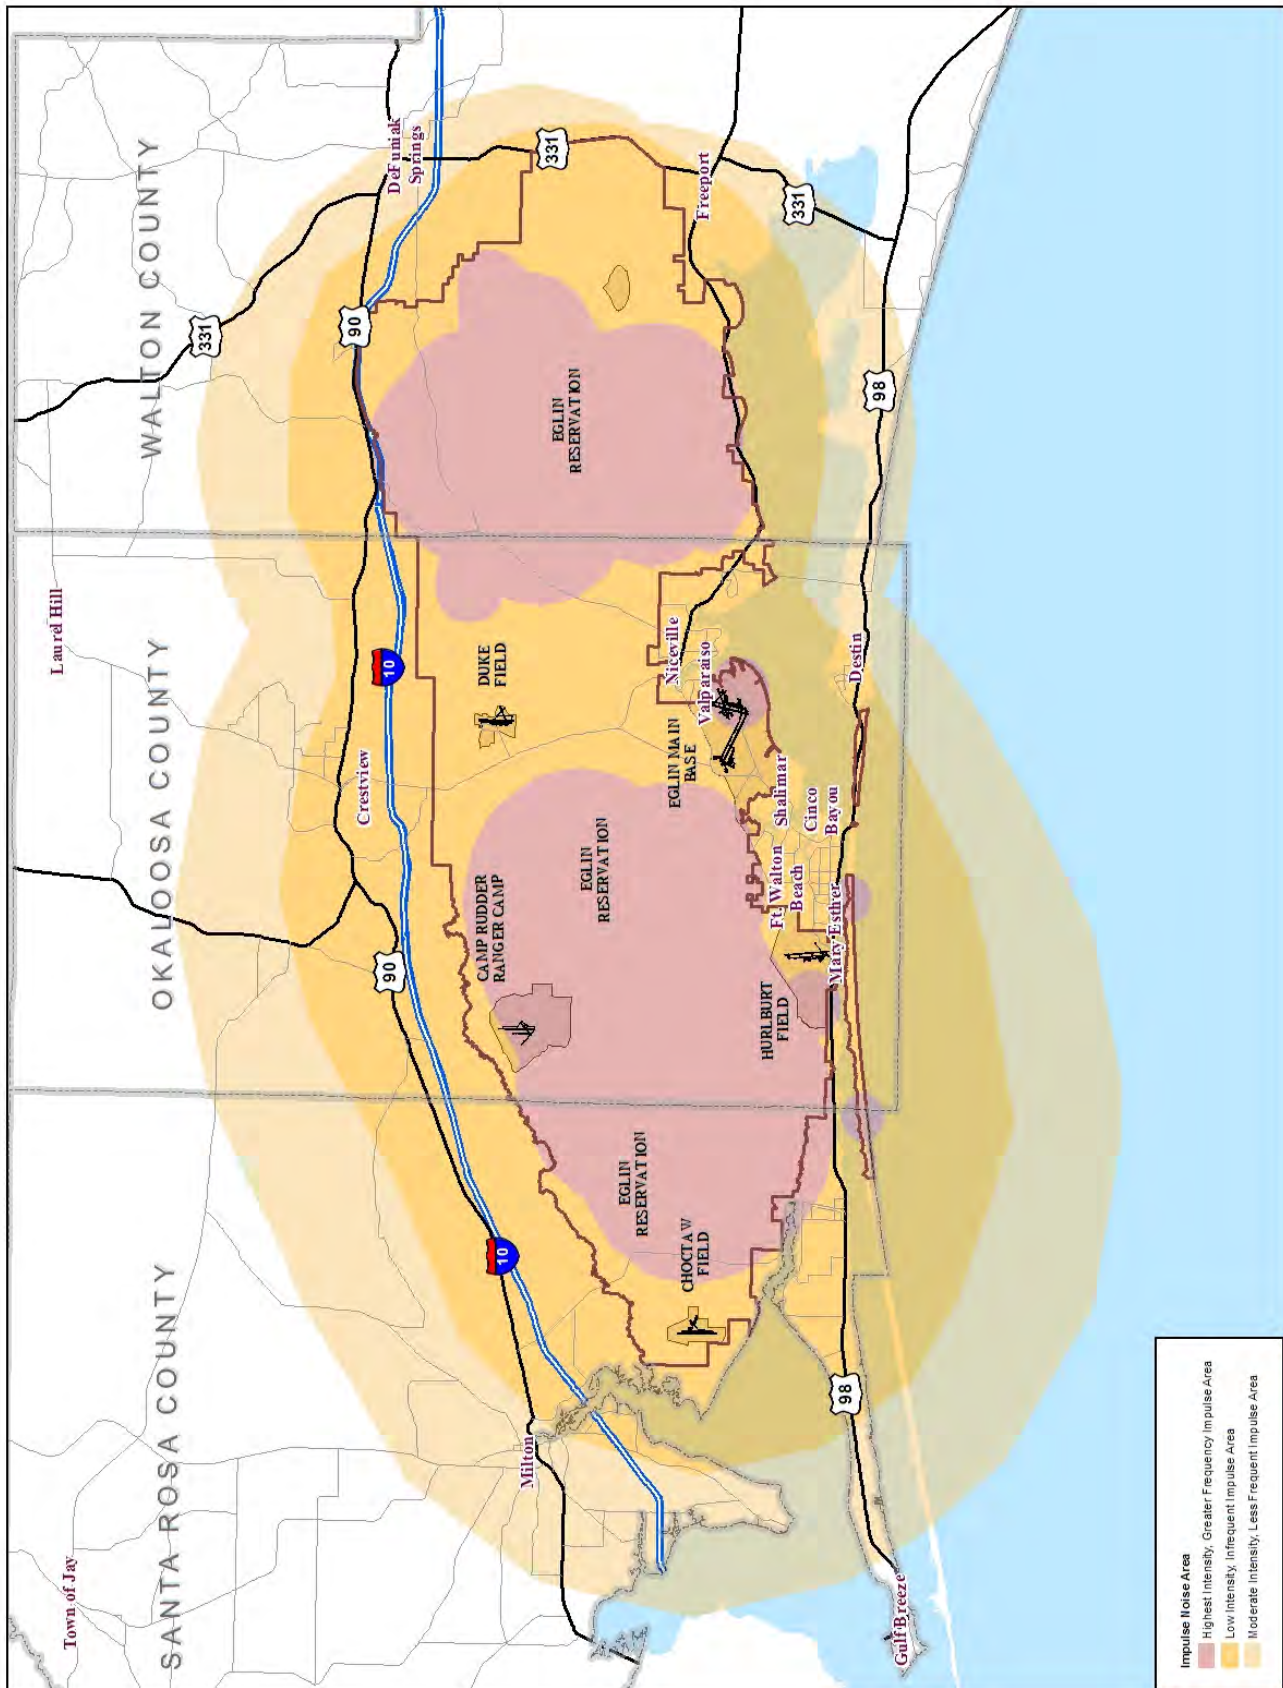 Town of Jay
SANTA ROSA COUNTY
Laurel Hill
OKALOOSA COUNTY
WALTON COUNTY
331
DeFuniak
Springs
90
331
10
Crestview
90
10
Milton
CAMP RUDDER
RANGER CAMP
DUKE
FIELD
EGLIN
RESERVATION
EGLIN
RESERVATION
EGLIN
RESERVATION
CHOCTAW
FIELD
EGLIN MAIN
BASE
Niceville
Valparaiso
Freeport
331
HURLBURT
FIELD
Ft. Walton
Beach
Shalimar
Cinco
Bayou
Mary Esther
Destin
98
98
Gulf Breeze
Impulse Noise Area
Highest Intensity, Greater Frequency Impulse Area
Low Intensity, Infrequent Impulse Area
Moderate Intensity, Less Frequent Impulse Area